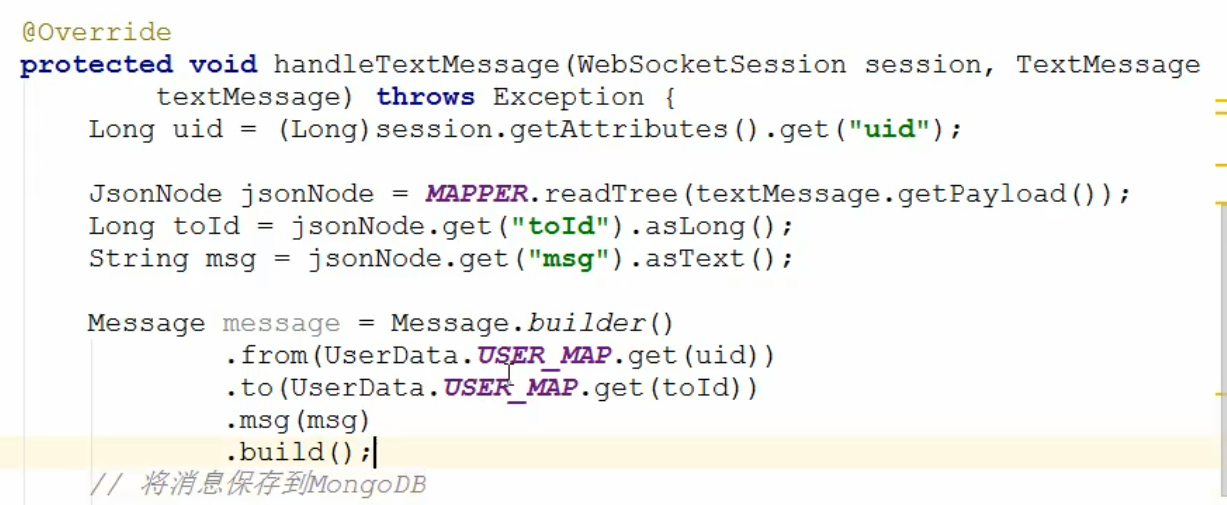 @Override
protected void handleTextMessage(WebSocketSession session, TextMessage
textMessage) throws Exception {
Long uid = (Long)session.getAttributes().get("uid");
JsonNode jsonNode = MAPPER.readTree(textMessage.getPayload());
Long toId = jsonNode.get("toId").asLong();
String msg = jsonNode.get("msg").asText();
Message message = Message.builder()
.from(UserData.USER_MAP.get(uid))
.to(UserData.USER_MAP.get(toId))
.msg(msg)
.build();
// 将消息保存到MongoDB